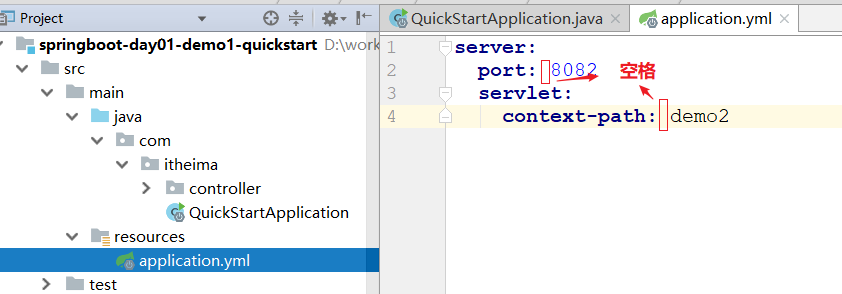 Project
springboot-day01-demo1-quickstart D:\work
src
main
java
com
itheima
controller
QuickStartApplication
resources
application.yml
test
QuickStartApplication.java
application.yml
1 server:
2 port: 8082 空格
3 servlet:
4 context-path: demo2